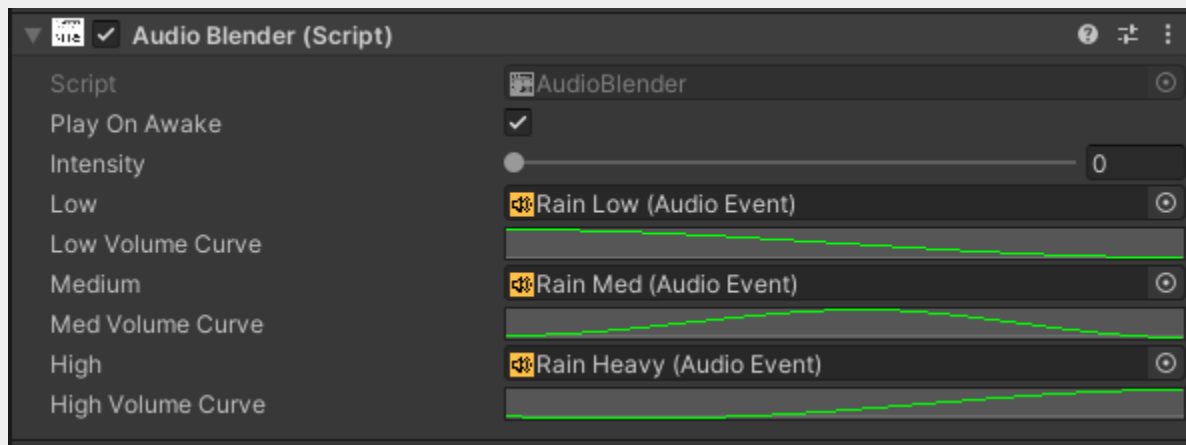 Audio Blender (Script)
Script AudioBlender
Play On Awake
Intensity 0
Low Rain Low (Audio Event)
Low Volume Curve
Medium Rain Med (Audio Event)
Med Volume Curve
High Rain Heavy (Audio Event)
High Volume Curve